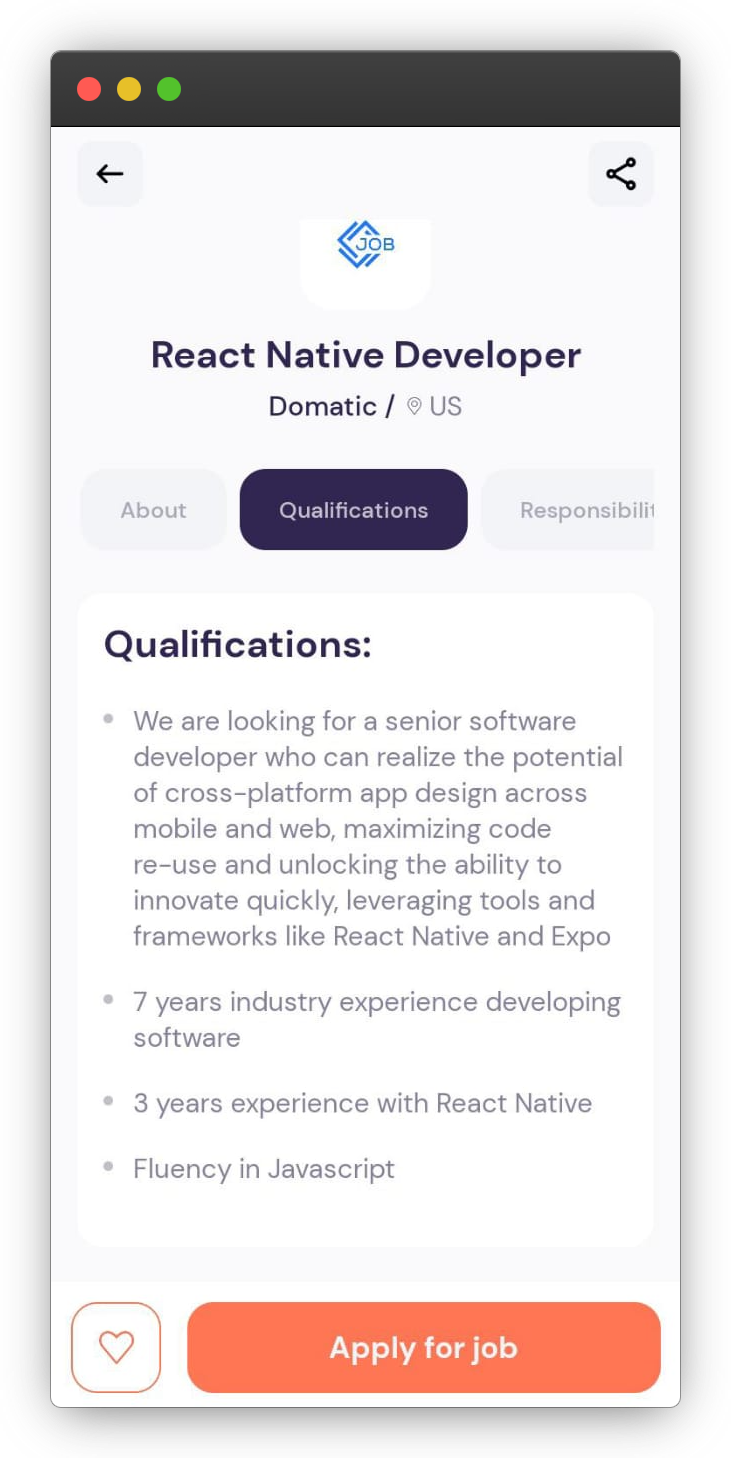 JOB
React Native Developer
Domatic / US
About
Qualifications
Responsibilit
Qualifications:
We are looking for a senior software
developer who can realize the potential
of cross-platform app design across
mobile and web, maximizing code
re-use and unlocking the ability to
innovate quickly, leveraging tools and
frameworks like React Native and Expo
7 years industry experience developing
software
3 years experience with React Native
Fluency in Javascript
Apply for job